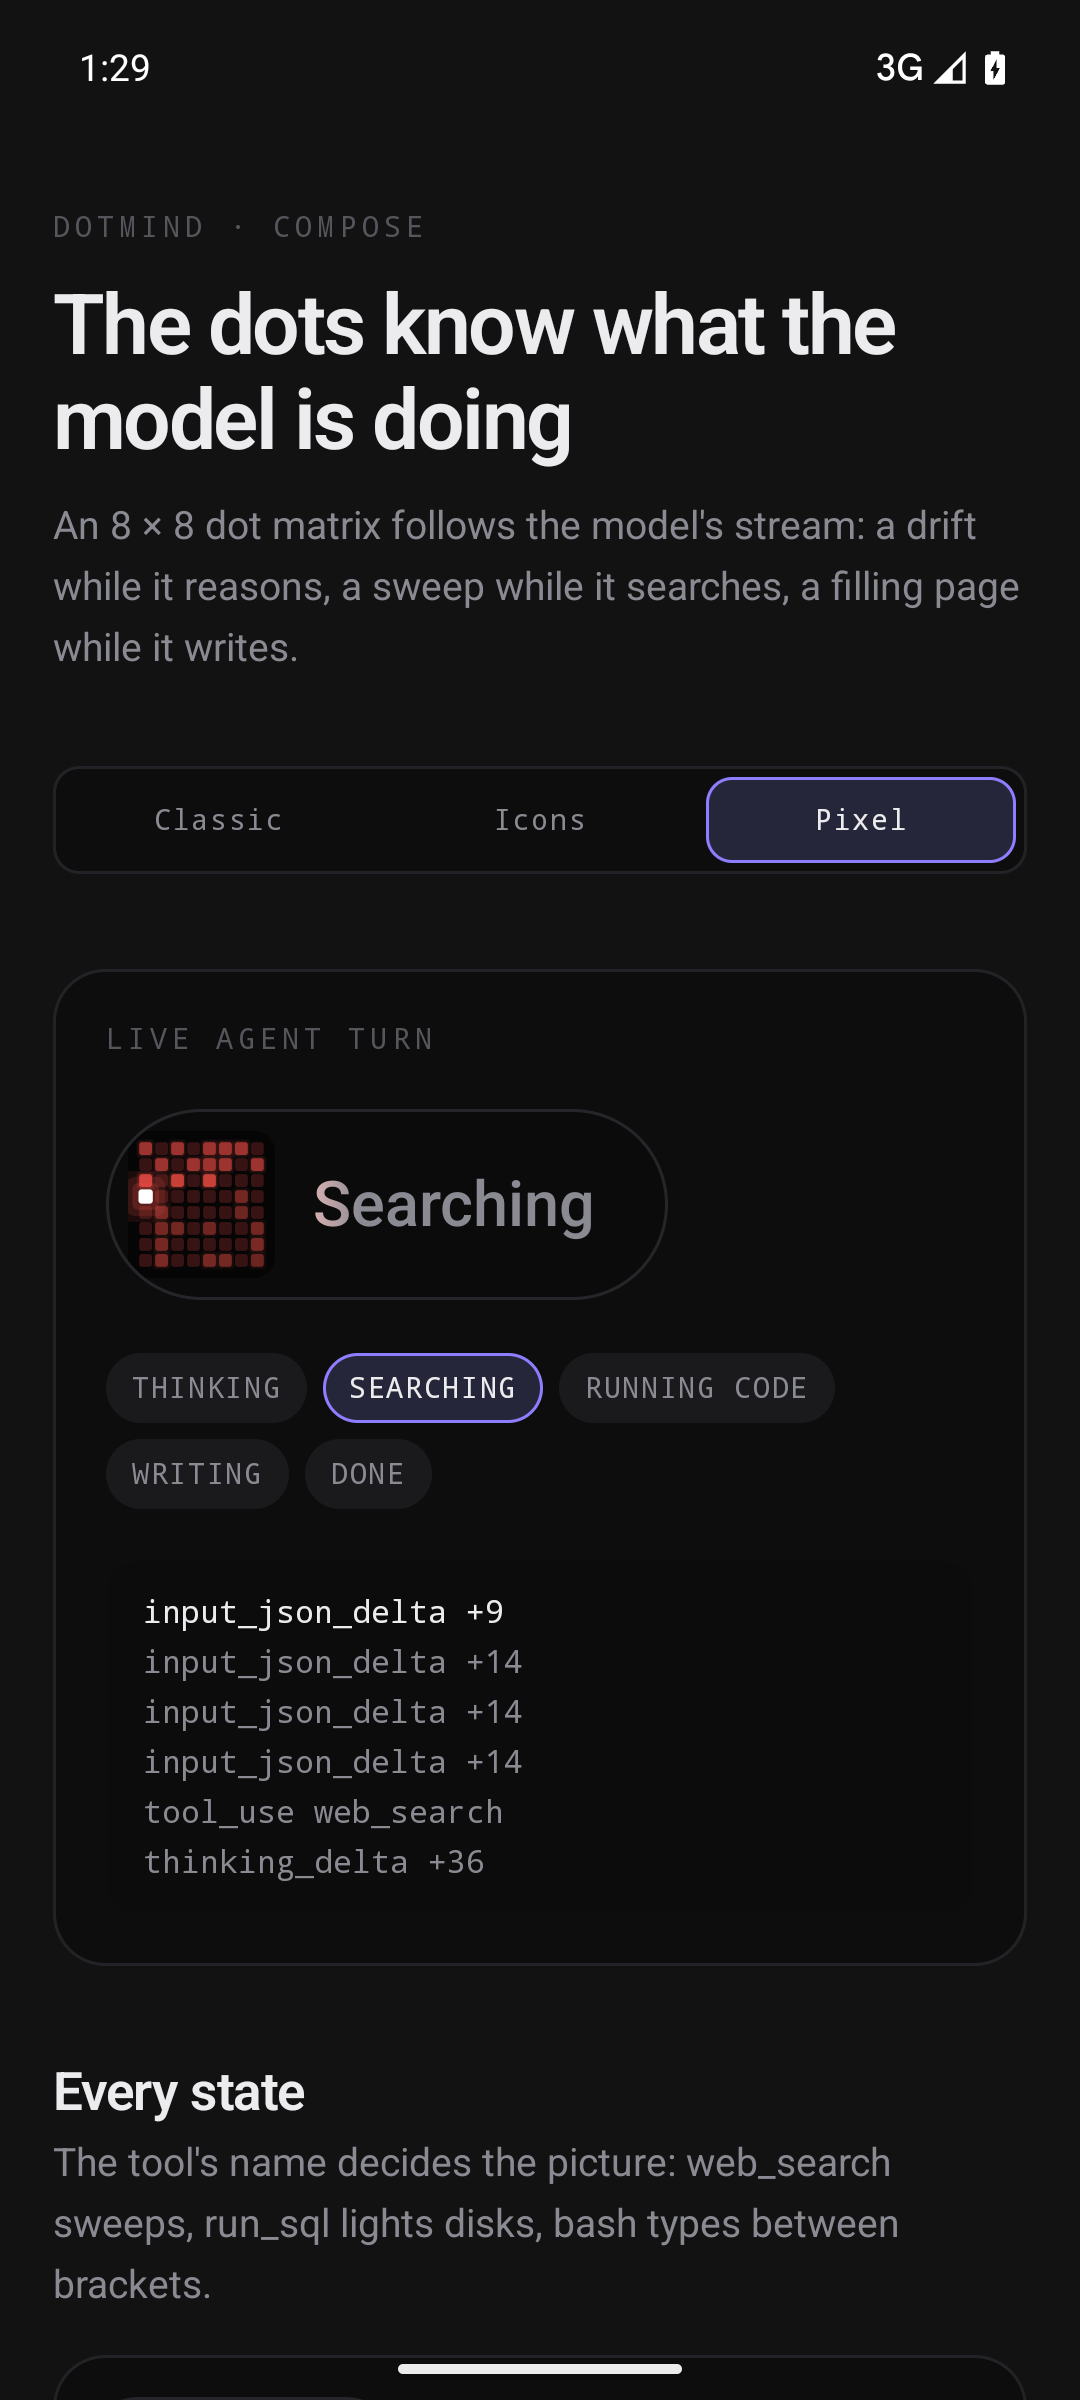 1:29
3G
DOTMIND · COMPOSE
The dots know what the
model is doing
An 8 × 8 dot matrix follows the model's stream: a drift
while it reasons, a sweep while it searches, a filling page
while it writes.
Classic
Icons
Pixel
LIVE AGENT TURN
Searching
THINKING
SEARCHING
RUNNING CODE
WRITING
DONE
input_json_delta +9
input_json_delta +14
input_json_delta +14
input_json_delta +14
tool_use web_search
thinking_delta +36
Every state
The tool's name decides the picture: web_search
sweeps, run_sql lights disks, bash types between
brackets.